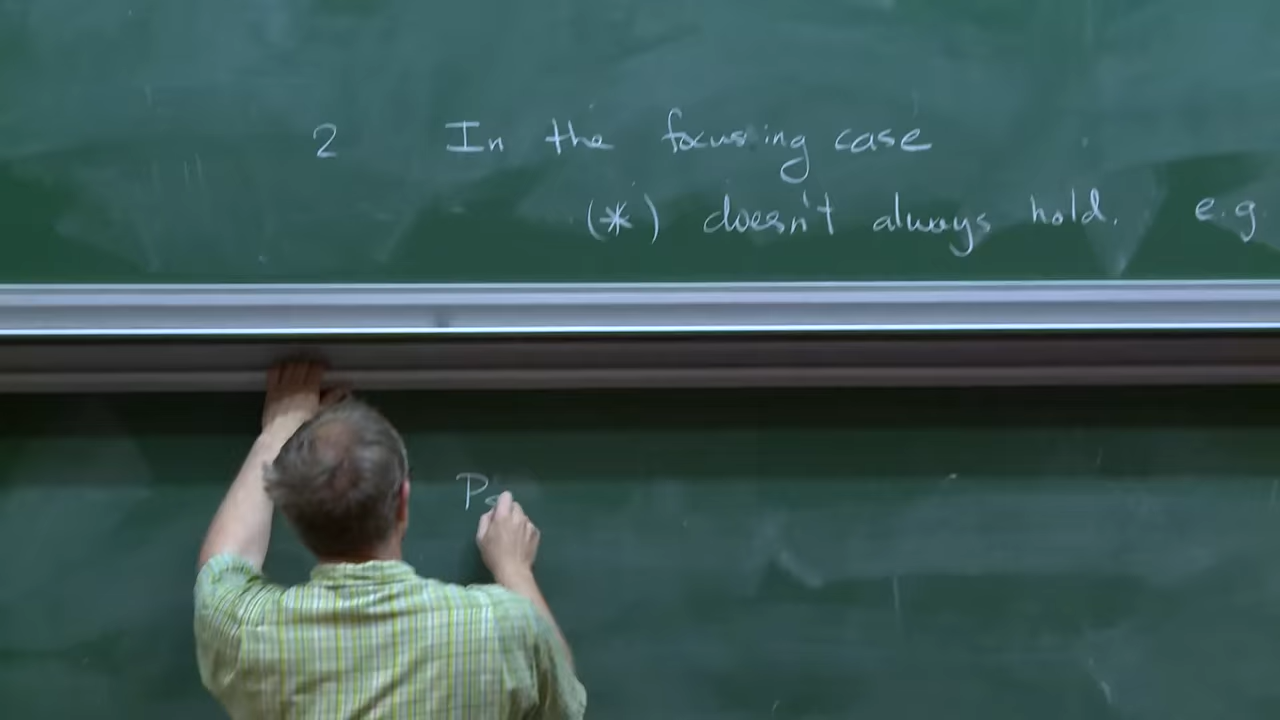 2 In the focusing case
(*) doesn't always hold. e.g